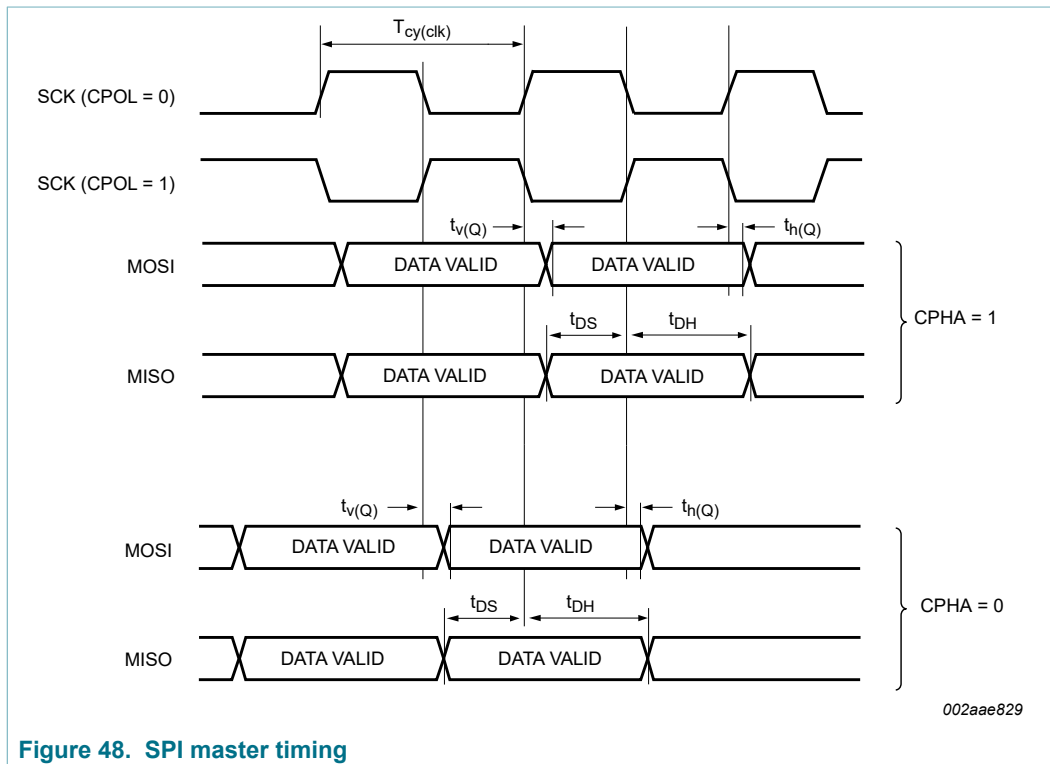 Tcy(clk)
SCK (CPOL = 0)
SCK (CPOL = 1)
tv(Q)
th(Q)
MOSI
DATA VALID
DATA VALID
tDS
tDH
CPHA = 1
MISO
DATA VALID
DATA VALID
tv(Q)
th(Q)
MOSI
DATA VALID
DATA VALID
tDS
tDH
CPHA = 0
MISO
DATA VALID
DATA VALID
002aae829
Figure 48. SPI master timing